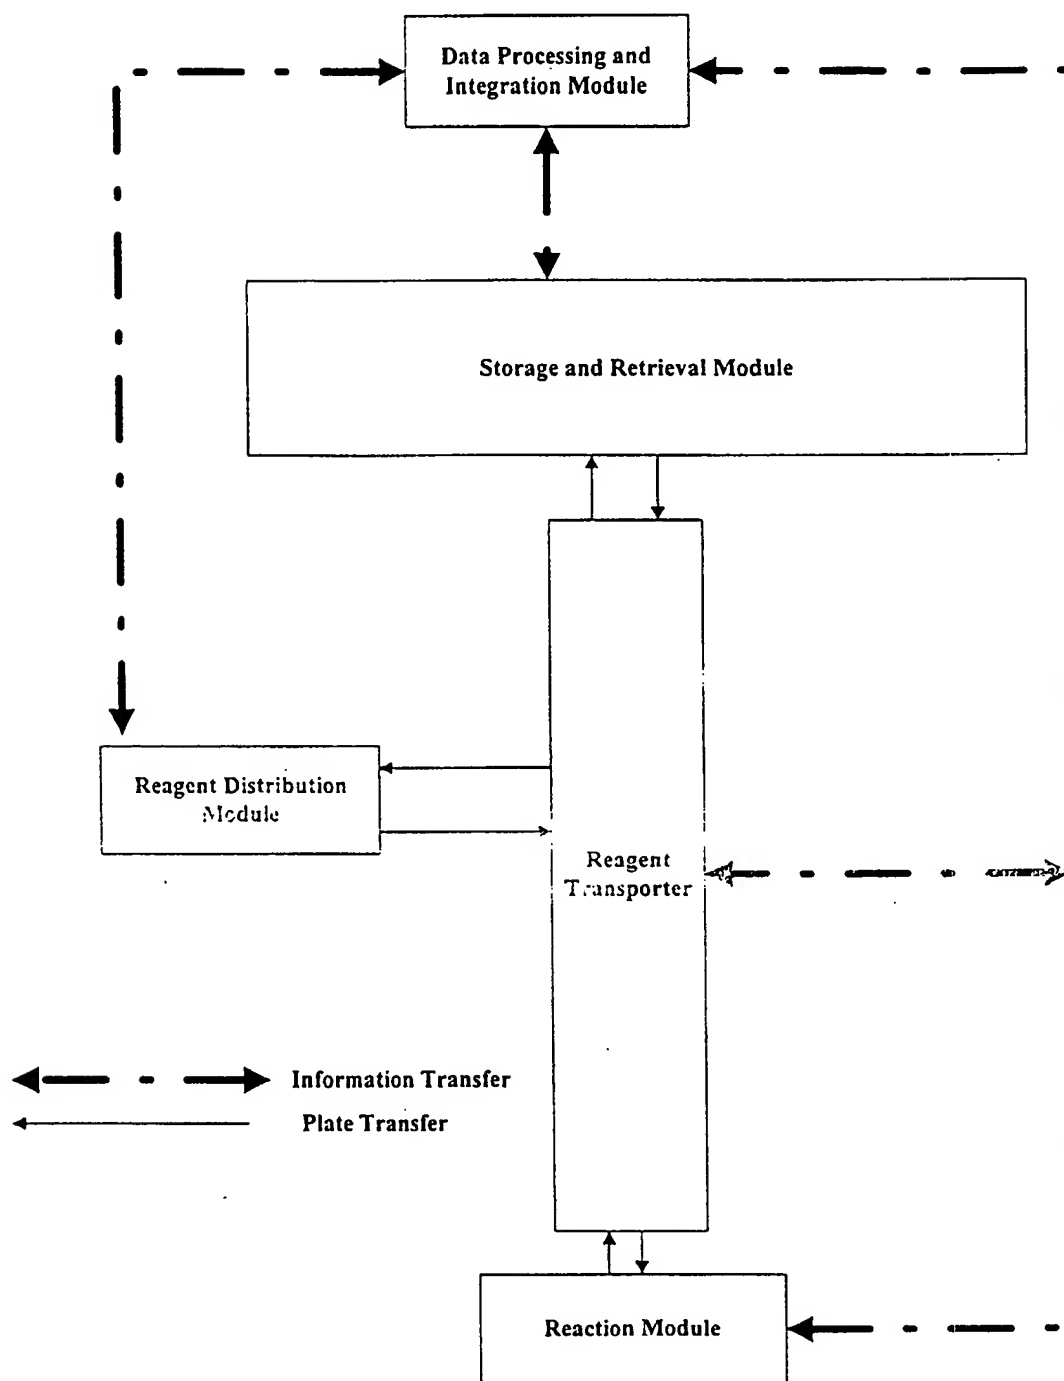 Data Processing and
Integration Module
Storage and Retrieval Module
Reagent Distribution
Module
Reagent
Transporter
Information Transfer
Plate Transfer
Reaction Module